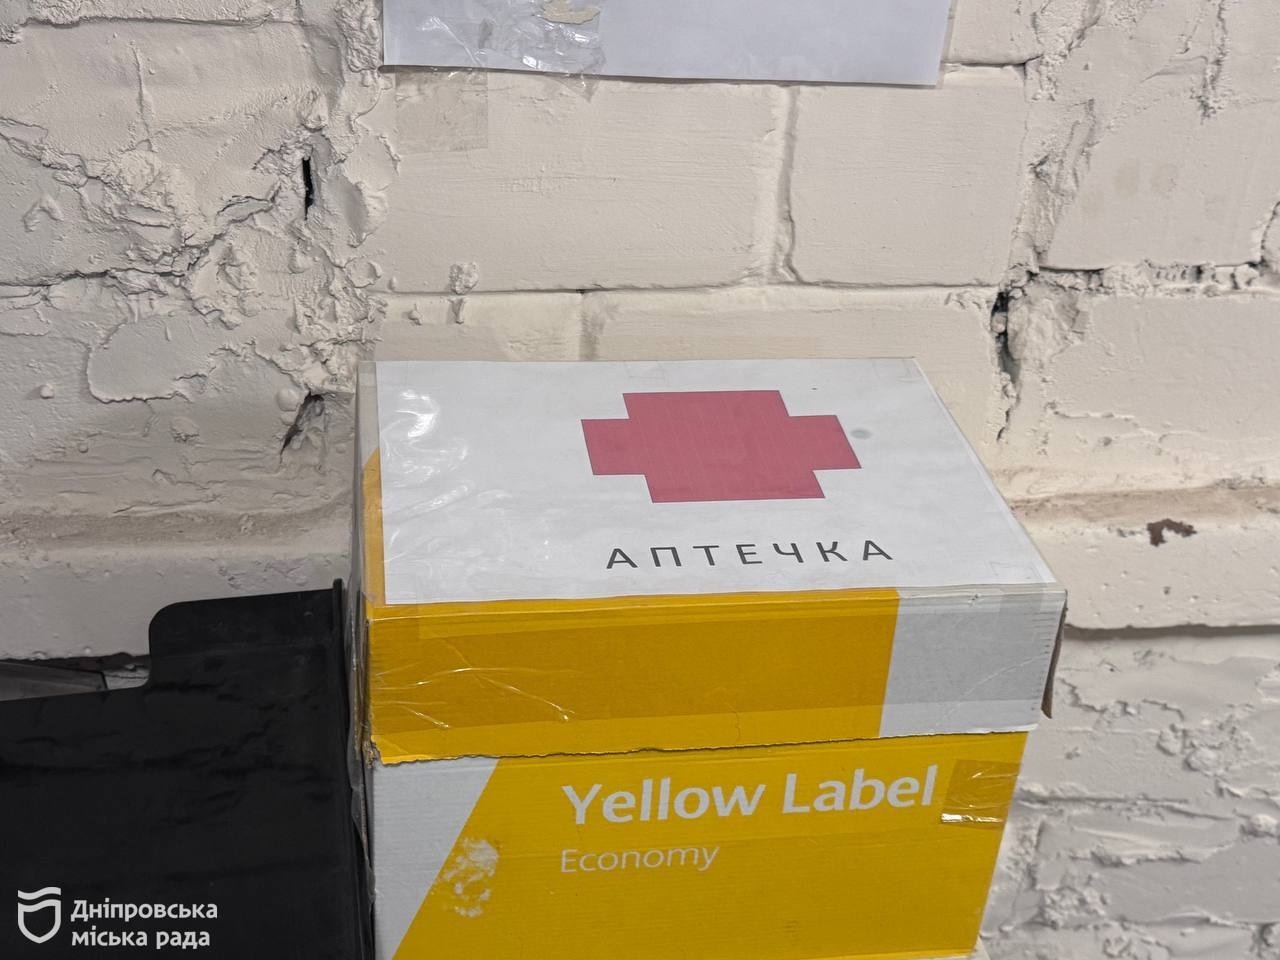 АПТЕЧКА
Yellow Label
Economy
Дніпровська
міська рада